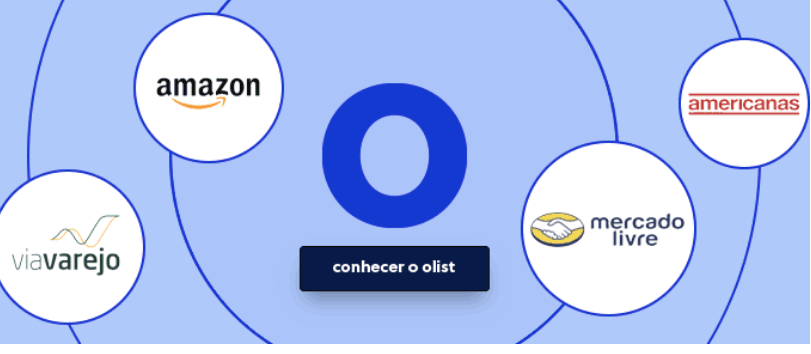 amazon
americanas
O
mercado
livre
viavarejo
conhecer o olist